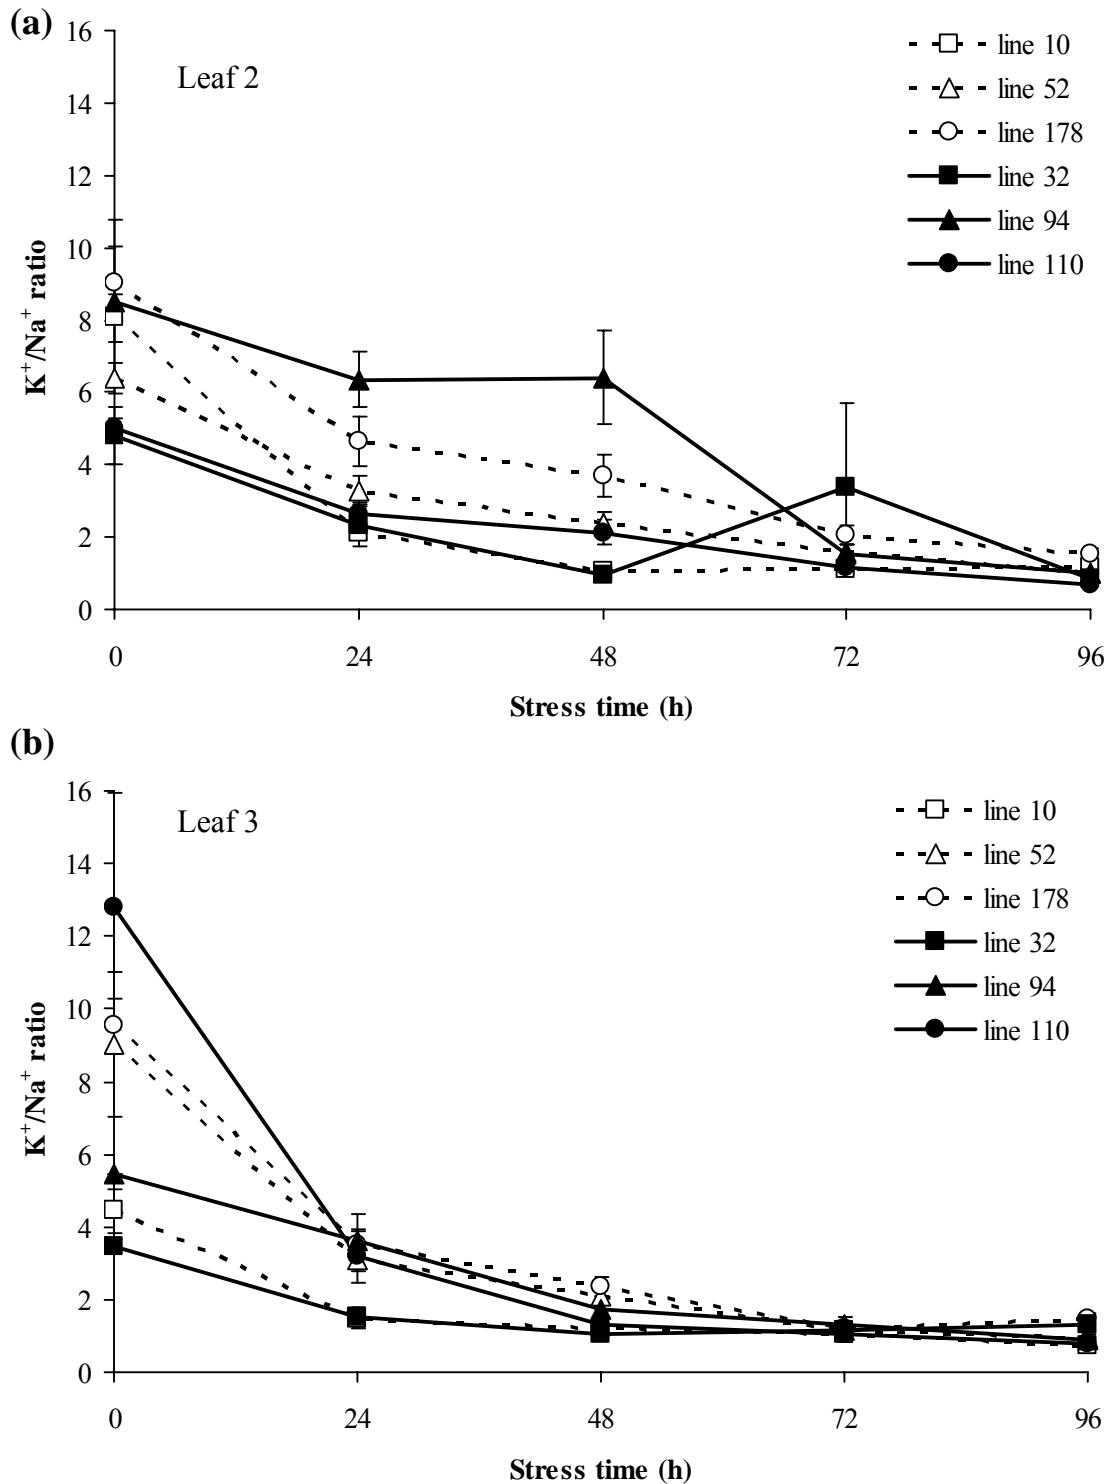 (a)
Leaf 2
K⁺/Na⁺ ratio
16
14
12
10
8
6
4
2
0
0 24 48 72 96
Stress time (h)
line 10
line 52
line 178
line 32
line 94
line 110
(b)
Leaf 3
K⁺/Na⁺ ratio
16
14
12
10
8
6
4
2
0
0 24 48 72 96
Stress time (h)
line 10
line 52
line 178
line 32
line 94
line 110